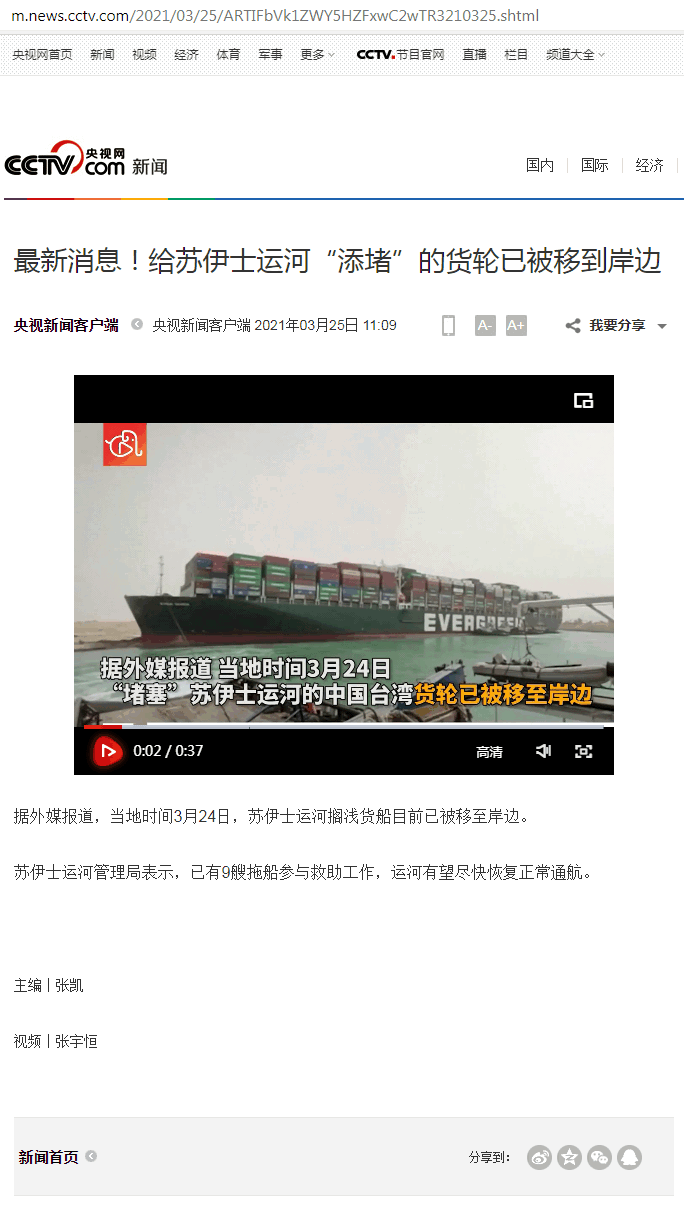 m.news.cctv.com/2021/03/25/ARTIFbVk1ZWY5HZFxwC2wTR3210325.shtml
央视网首页 新闻 视频 经济 体育 军事 更多 CCTV.节目官网 直播 栏目 频道大全
CCTV.com 央视网 新闻 国内 国际 经济
最新消息！给苏伊士运河“添堵”的货轮已被移到岸边
央视新闻客户端 央视新闻客户端 2021年03月25日 11:09 A- A+ 我要分享
EVERGREEN
据外媒报道 当地时间3月24日
“堵塞”苏伊士运河的中国台湾货轮已被移至岸边
0:02 / 0:37 高清
据外媒报道，当地时间3月24日，苏伊士运河搁浅货船目前已被移至岸边。
苏伊士运河管理局表示，已有9艘拖船参与救助工作，运河有望尽快恢复正常通航。
主编丨张凯
视频丨张宇恒
新闻首页 分享到：